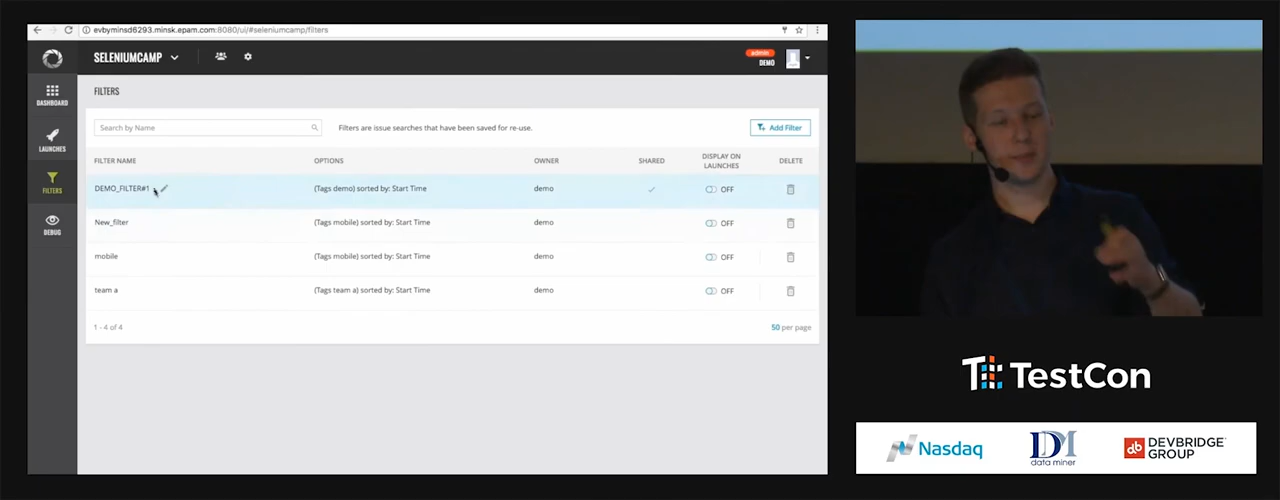 evbyminsd6293.minsk.epam.com:8080/ui/#seleniumcamp/filters
SELENIUMCAMP
admin
DEMO
DASHBOARD
LAUNCHES
FILTERS
DEBUG
FILTERS
Search by Name
Filters are issue searches that have been saved for re-use.
Add Filter
FILTER NAME OPTIONS OWNER SHARED DISPLAY ON LAUNCHES DELETE
DEMO_FILTER#1 (Tags demo) sorted by: Start Time demo OFF
New_filter (Tags mobile) sorted by: Start Time demo OFF
mobile (Tags mobile) sorted by: Start Time demo OFF
team a (Tags team a) sorted by: Start Time demo OFF
1 - 4 of 4
50 per page
TestCon
Nasdaq
DM
data miner
db
DEVBRIDGE
GROUP